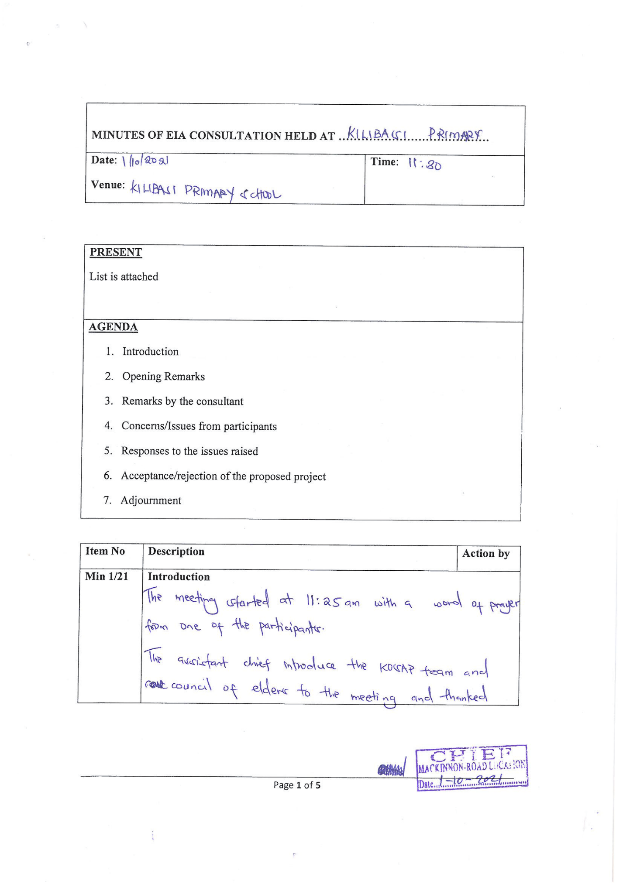 MINUTES OF EIA CONSULTATION HELD AT ..KILIBASI......PRIMARY..
Date: 1/10/2021
Time: 11:30
Venue: KILIBASI PRIMARY SCHOOL
PRESENT
List is attached
AGENDA
1. Introduction
2. Opening Remarks
3. Remarks by the consultant
4. Concerns/Issues from participants
5. Responses to the issues raised
6. Acceptance/rejection of the proposed project
7. Adjournment
Item No Description Action by
Min 1/21 Introduction
The meeting started at 11:25 am with a word of prayer
from one of the participants.
The assistant chief introduce the KOSAP team and
council of elders to the meeting and thanked
CHIEF
MACKINNON-ROAD LOCATION
Date...1-10-2021
Page 1 of 5